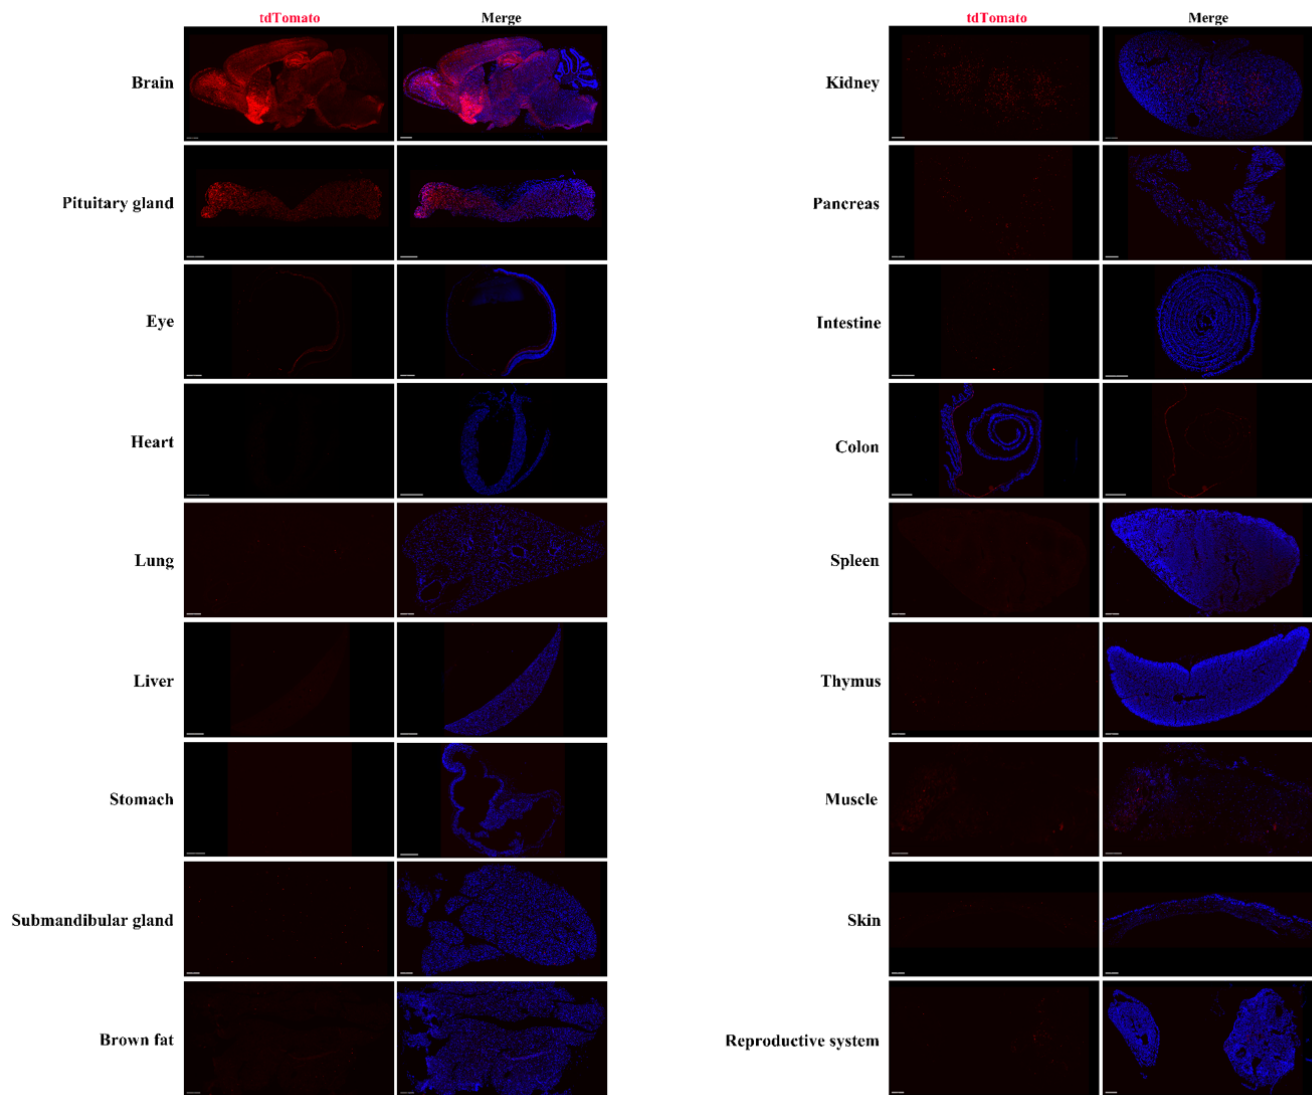 tdTomato Merge tdTomato Merge
Brain Kidney
Pituitary gland Pancreas
Eye Intestine
Heart Colon
Lung Spleen
Liver Thymus
Stomach Muscle
Submandibular gland Skin
Brown fat Reproductive system